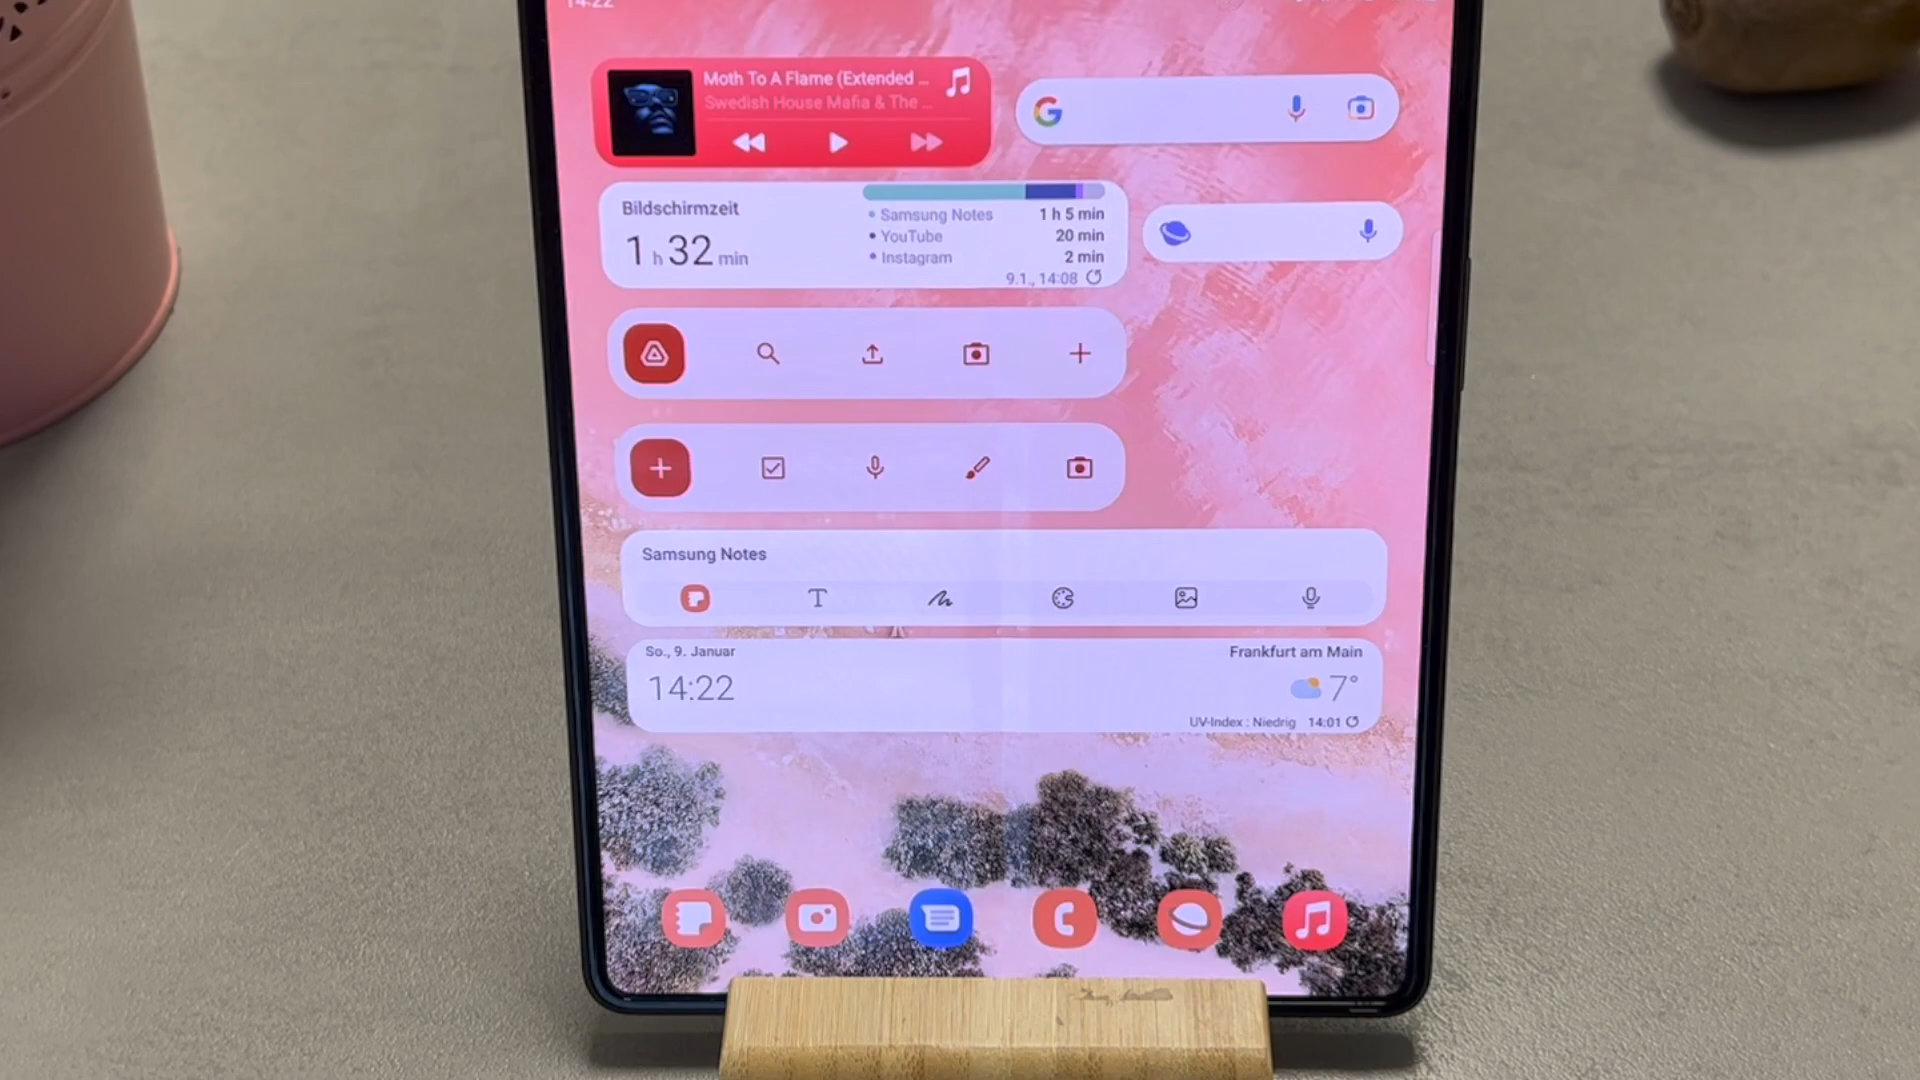 14:22
Moth To A Flame (Extended ...
Swedish House Mafia & The ...
Bildschirmzeit
1 h 32 min
Samsung Notes 1 h 5 min
YouTube 20 min
Instagram 2 min
9.1., 14:08
Samsung Notes
So., 9. Januar
Frankfurt am Main
14:22
7°
UV-Index : Niedrig 14:01